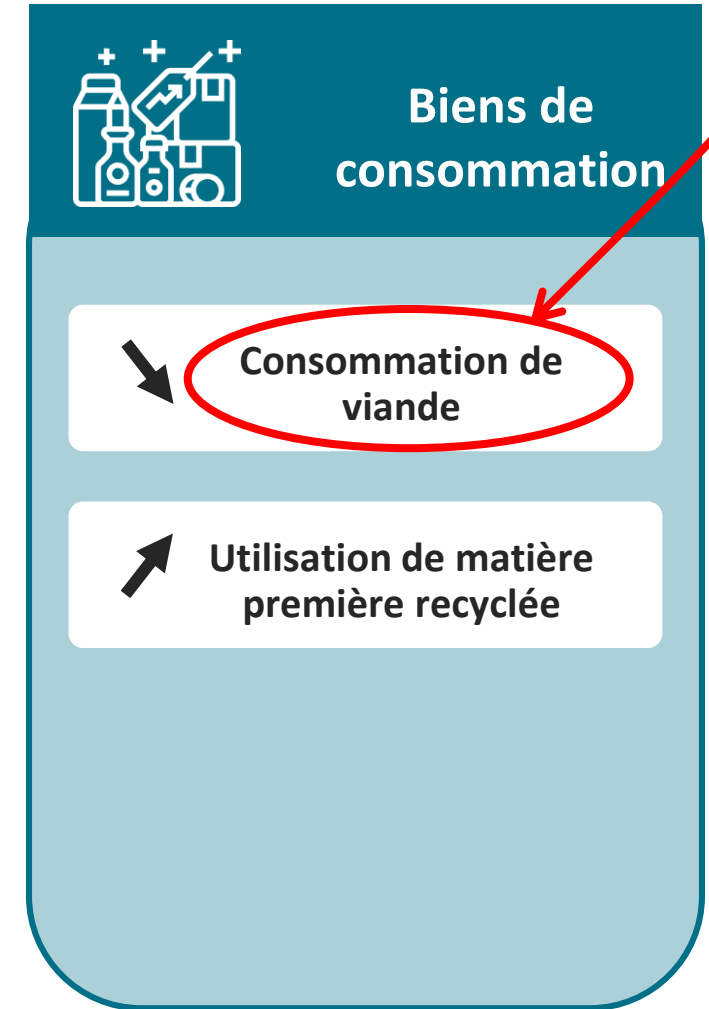 Biens de
consommation
Consommation de
viande
Utilisation de matière
première recyclée